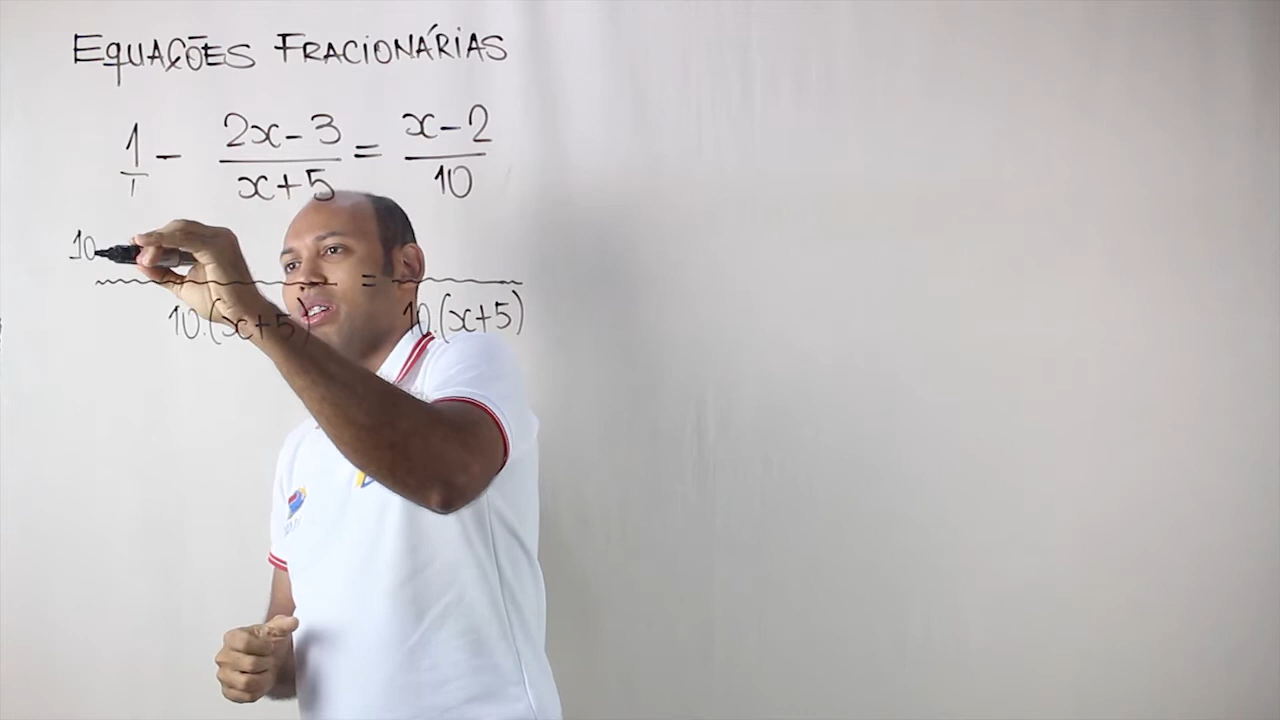 EQUAÇÕES FRACIONÁRIAS
1/1 - (2x-3)/(x+5) = (x-2)/10
10
=
10.(x+5) 10.(x+5)